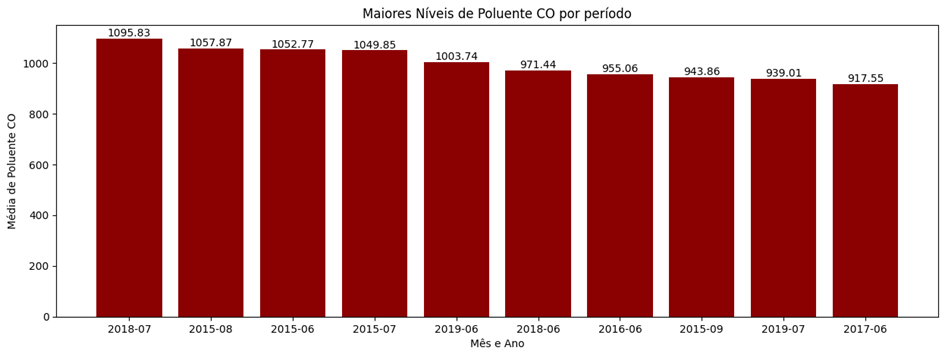 Maiores Níveis de Poluente CO por período
1095.83 1057.87 1052.77 1049.85 1003.74 971.44 955.06 943.86 939.01 917.55
Média de Poluente CO
1000
800
600
400
200
0
2018-07 2015-08 2015-06 2015-07 2019-06 2018-06 2016-06 2015-09 2019-07 2017-06
Mês e Ano